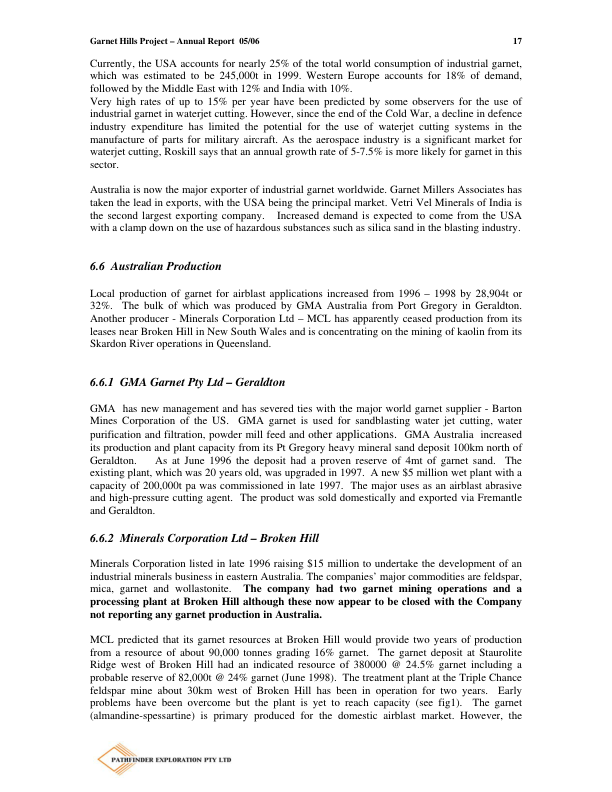 Garnet Hills Project – Annual Report  05/06 17
Currently, the USA accounts for nearly 25% of the total world consumption of industrial garnet,
which was estimated to be 245,000t in 1999. Western Europe accounts for 18% of demand,
followed by the Middle East with 12% and India with 10%.
Very high rates of up to 15% per year have been predicted by some observers for the use of
industrial garnet in waterjet cutting. However, since the end of the Cold War, a decline in defence
industry expenditure has limited the potential for the use of waterjet cutting systems in the
manufacture of parts for military aircraft. As the aerospace industry is a significant market for
waterjet cutting, Roskill says that an annual growth rate of 5-7.5% is more likely for garnet in this
sector.
Australia is now the major exporter of industrial garnet worldwide. Garnet Millers Associates has
taken the lead in exports, with the USA being the principal market. Vetri Vel Minerals of India is
the second largest exporting company.   Increased demand is expected to come from the USA
with a clamp down on the use of hazardous substances such as silica sand in the blasting industry.
6.6  Australian Production
Local production of garnet for airblast applications increased from 1996 – 1998 by 28,904t or
32%.  The bulk of which was produced by GMA Australia from Port Gregory in Geraldton.
Another producer - Minerals Corporation Ltd – MCL has apparently ceased production from its
leases near Broken Hill in New South Wales and is concentrating on the mining of kaolin from its
Skardon River operations in Queensland.
6.6.1  GMA Garnet Pty Ltd – Geraldton
GMA  has new management and has severed ties with the major world garnet supplier - Barton
Mines Corporation of the US.  GMA garnet is used for sandblasting water jet cutting, water
purification and filtration, powder mill feed and other applications.  GMA Australia  increased
its production and plant capacity from its Pt Gregory heavy mineral sand deposit 100km north of
Geraldton.    As at June 1996 the deposit had a proven reserve of 4mt of garnet sand.  The
existing plant, which was 20 years old, was upgraded in 1997.  A new $5 million wet plant with a
capacity of 200,000t pa was commissioned in late 1997.  The major uses as an airblast abrasive
and high-pressure cutting agent.  The product was sold domestically and exported via Fremantle
and Geraldton.
6.6.2  Minerals Corporation Ltd – Broken Hill
Minerals Corporation listed in late 1996 raising $15 million to undertake the development of an
industrial minerals business in eastern Australia. The companies' major commodities are feldspar,
mica, garnet and wollastonite.  The company had two garnet mining operations and a
processing plant at Broken Hill although these now appear to be closed with the Company
not reporting any garnet production in Australia.
MCL predicted that its garnet resources at Broken Hill would provide two years of production
from a resource of about 90,000 tonnes grading 16% garnet.  The garnet deposit at Staurolite
Ridge west of Broken Hill had an indicated resource of 380000 @ 24.5% garnet including a
probable reserve of 82,000t @ 24% garnet (June 1998).  The treatment plant at the Triple Chance
feldspar mine about 30km west of Broken Hill has been in operation for two years.  Early
problems have been overcome but the plant is yet to reach capacity (see fig1).  The garnet
(almandine-spessartine) is primary produced for the domestic airblast market. However, the
PATHFINDER EXPLORATION PTY LTD